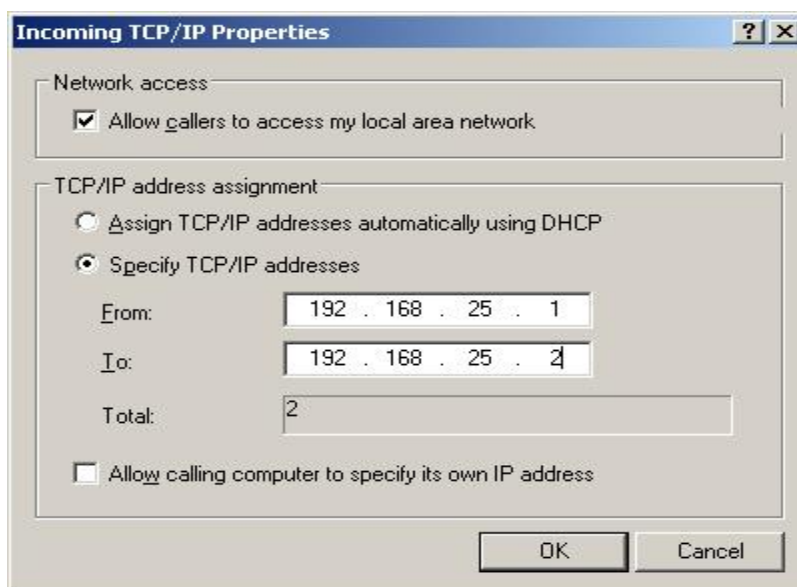 Incoming TCP/IP Properties
Network access
Allow callers to access my local area network
TCP/IP address assignment
Assign TCP/IP addresses automatically using DHCP
Specify TCP/IP addresses
From: 192 . 168 . 25 . 1
To: 192 . 168 . 25 . 2
Total: 2
Allow calling computer to specify its own IP address
OK Cancel